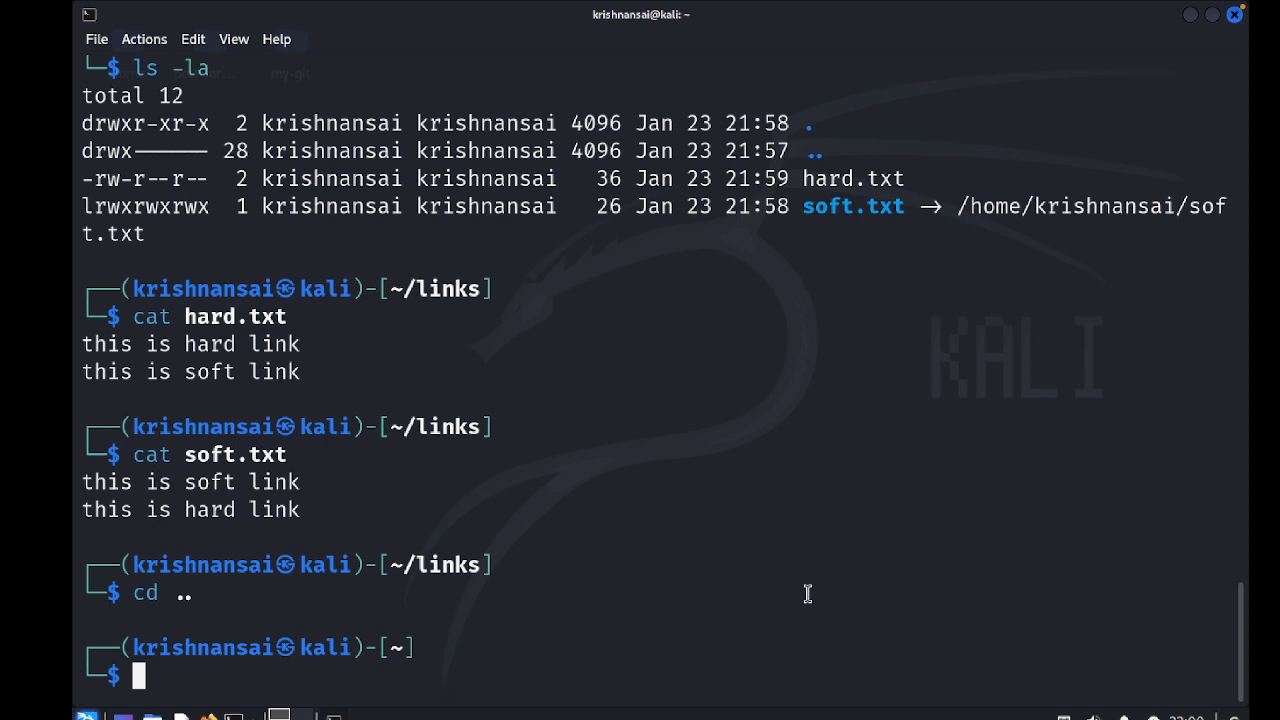 krishnansai@kali: ~
File Actions Edit View Help
└─$ ls -la
total 12
drwxr-xr-x 2 krishnansai krishnansai 4096 Jan 23 21:58 .
drwx------ 28 krishnansai krishnansai 4096 Jan 23 21:57 ..
-rw-r--r-- 2 krishnansai krishnansai 36 Jan 23 21:59 hard.txt
lrwxrwxrwx 1 krishnansai krishnansai 26 Jan 23 21:58 soft.txt -> /home/krishnansai/sof
t.txt
┌──(krishnansai㉿kali)-[~/links]
└─$ cat hard.txt
this is hard link
this is soft link
┌──(krishnansai㉿kali)-[~/links]
└─$ cat soft.txt
this is soft link
this is hard link
┌──(krishnansai㉿kali)-[~/links]
└─$ cd ..
┌──(krishnansai㉿kali)-[~]
└─$
KALI